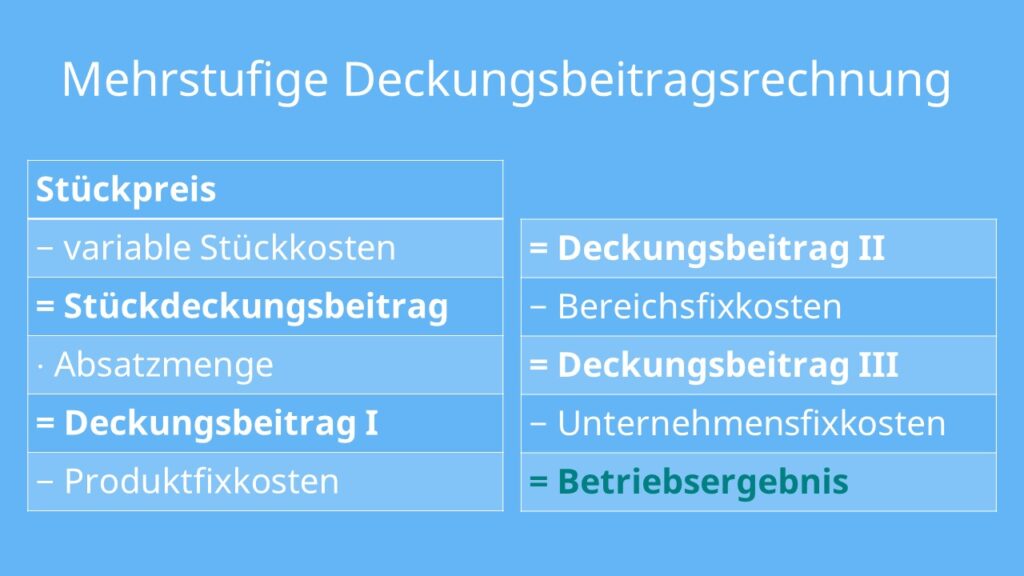 Mehrstufige Deckungsbeitragsrechnung
Stückpreis
− variable Stückkosten
= Stückdeckungsbeitrag
· Absatzmenge
= Deckungsbeitrag I
− Produktfixkosten
= Deckungsbeitrag II
− Bereichsfixkosten
= Deckungsbeitrag III
− Unternehmensfixkosten
= Betriebsergebnis